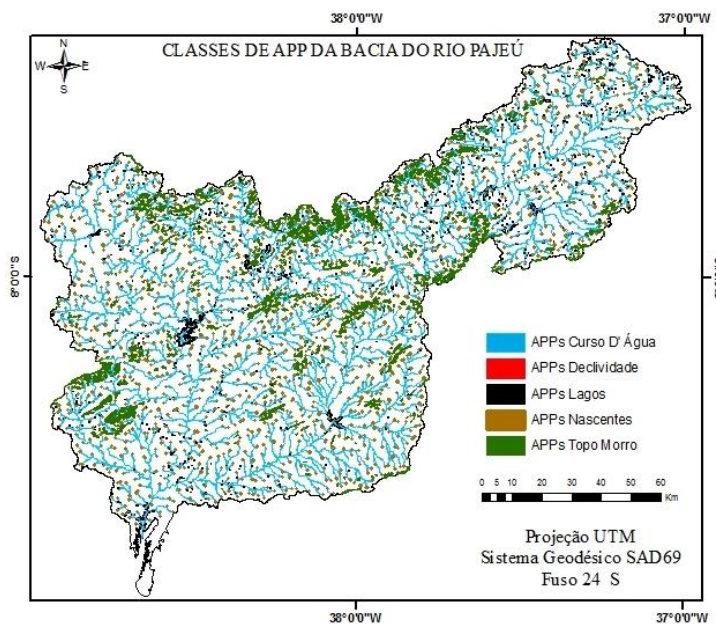 38°0'0"W 37°0'0"W
CLASSES DE APP DA BACIA DO RIO PAJEÚ
N
W E
S
8°0'0"S
APPs Curso D' Água
APPs Declividade
APPs Lagos
APPs Nascentes
APPs Topo Morro
0 5 10 20 30 40 50 60
Km
Projeção UTM
Sistema Geodésico SAD69
Fuso 24 S
38°0'0"W 37°0'0"W